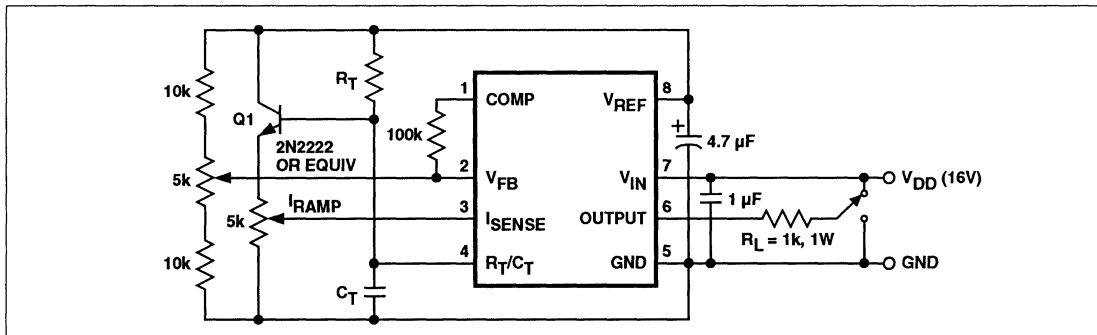 10k
5k
10k
Q1
2N2222
OR EQUIV
5k
I_RAMP
R_T
C_T
100k
1
2
3
4
COMP
V_FB
I_SENSE
R_T/C_T
V_REF
V_IN
OUTPUT
GND
8
7
6
5
+
4.7 µF
1 µF
R_L = 1k, 1W
V_DD (16V)
GND